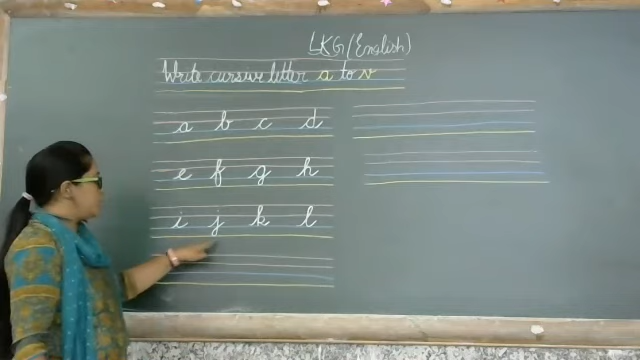 LKG (English)
Write cursive letter a to v
a b c d
e f g h
i j k l